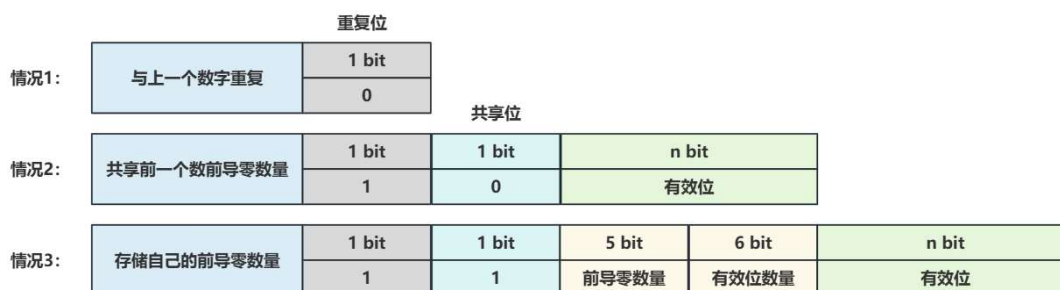 重复位
情况1: 与上一个数字重复 1 bit
0
共享位
情况2: 共享前一个数前导零数量 1 bit 1 bit n bit
1 0 有效位
情况3: 存储自己的前导零数量 1 bit 1 bit 5 bit 6 bit n bit
1 1 前导零数量 有效位数量 有效位